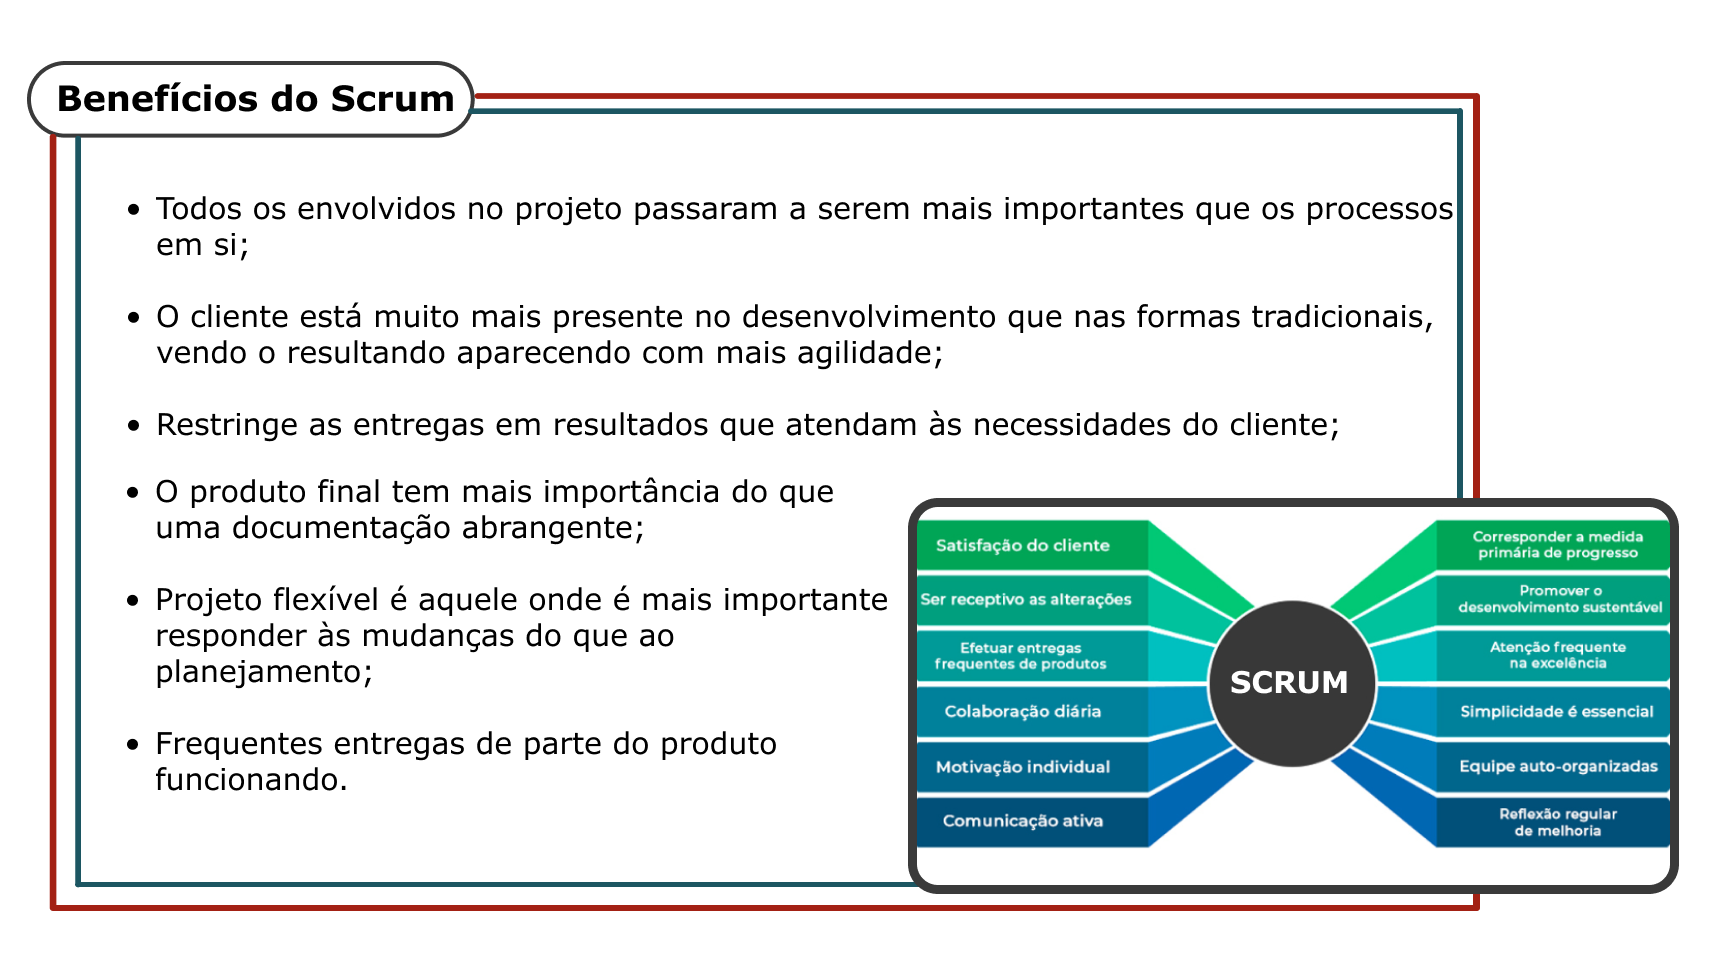 Benefícios do Scrum
• Todos os envolvidos no projeto passaram a serem mais importantes que os processos
em si;
• O cliente está muito mais presente no desenvolvimento que nas formas tradicionais,
vendo o resultando aparecendo com mais agilidade;
• Restringe as entregas em resultados que atendam às necessidades do cliente;
• O produto final tem mais importância do que
uma documentação abrangente;
• Projeto flexível é aquele onde é mais importante
responder às mudanças do que ao
planejamento;
• Frequentes entregas de parte do produto
funcionando.
Satisfação do cliente
Ser receptivo as alterações
Efetuar entregas
frequentes de produtos
Colaboração diária
Motivação individual
Comunicação ativa
SCRUM
Corresponder a medida
primária de progresso
Promover o
desenvolvimento sustentável
Atenção frequente
na excelência
Simplicidade é essencial
Equipe auto-organizadas
Reflexão regular
de melhoria